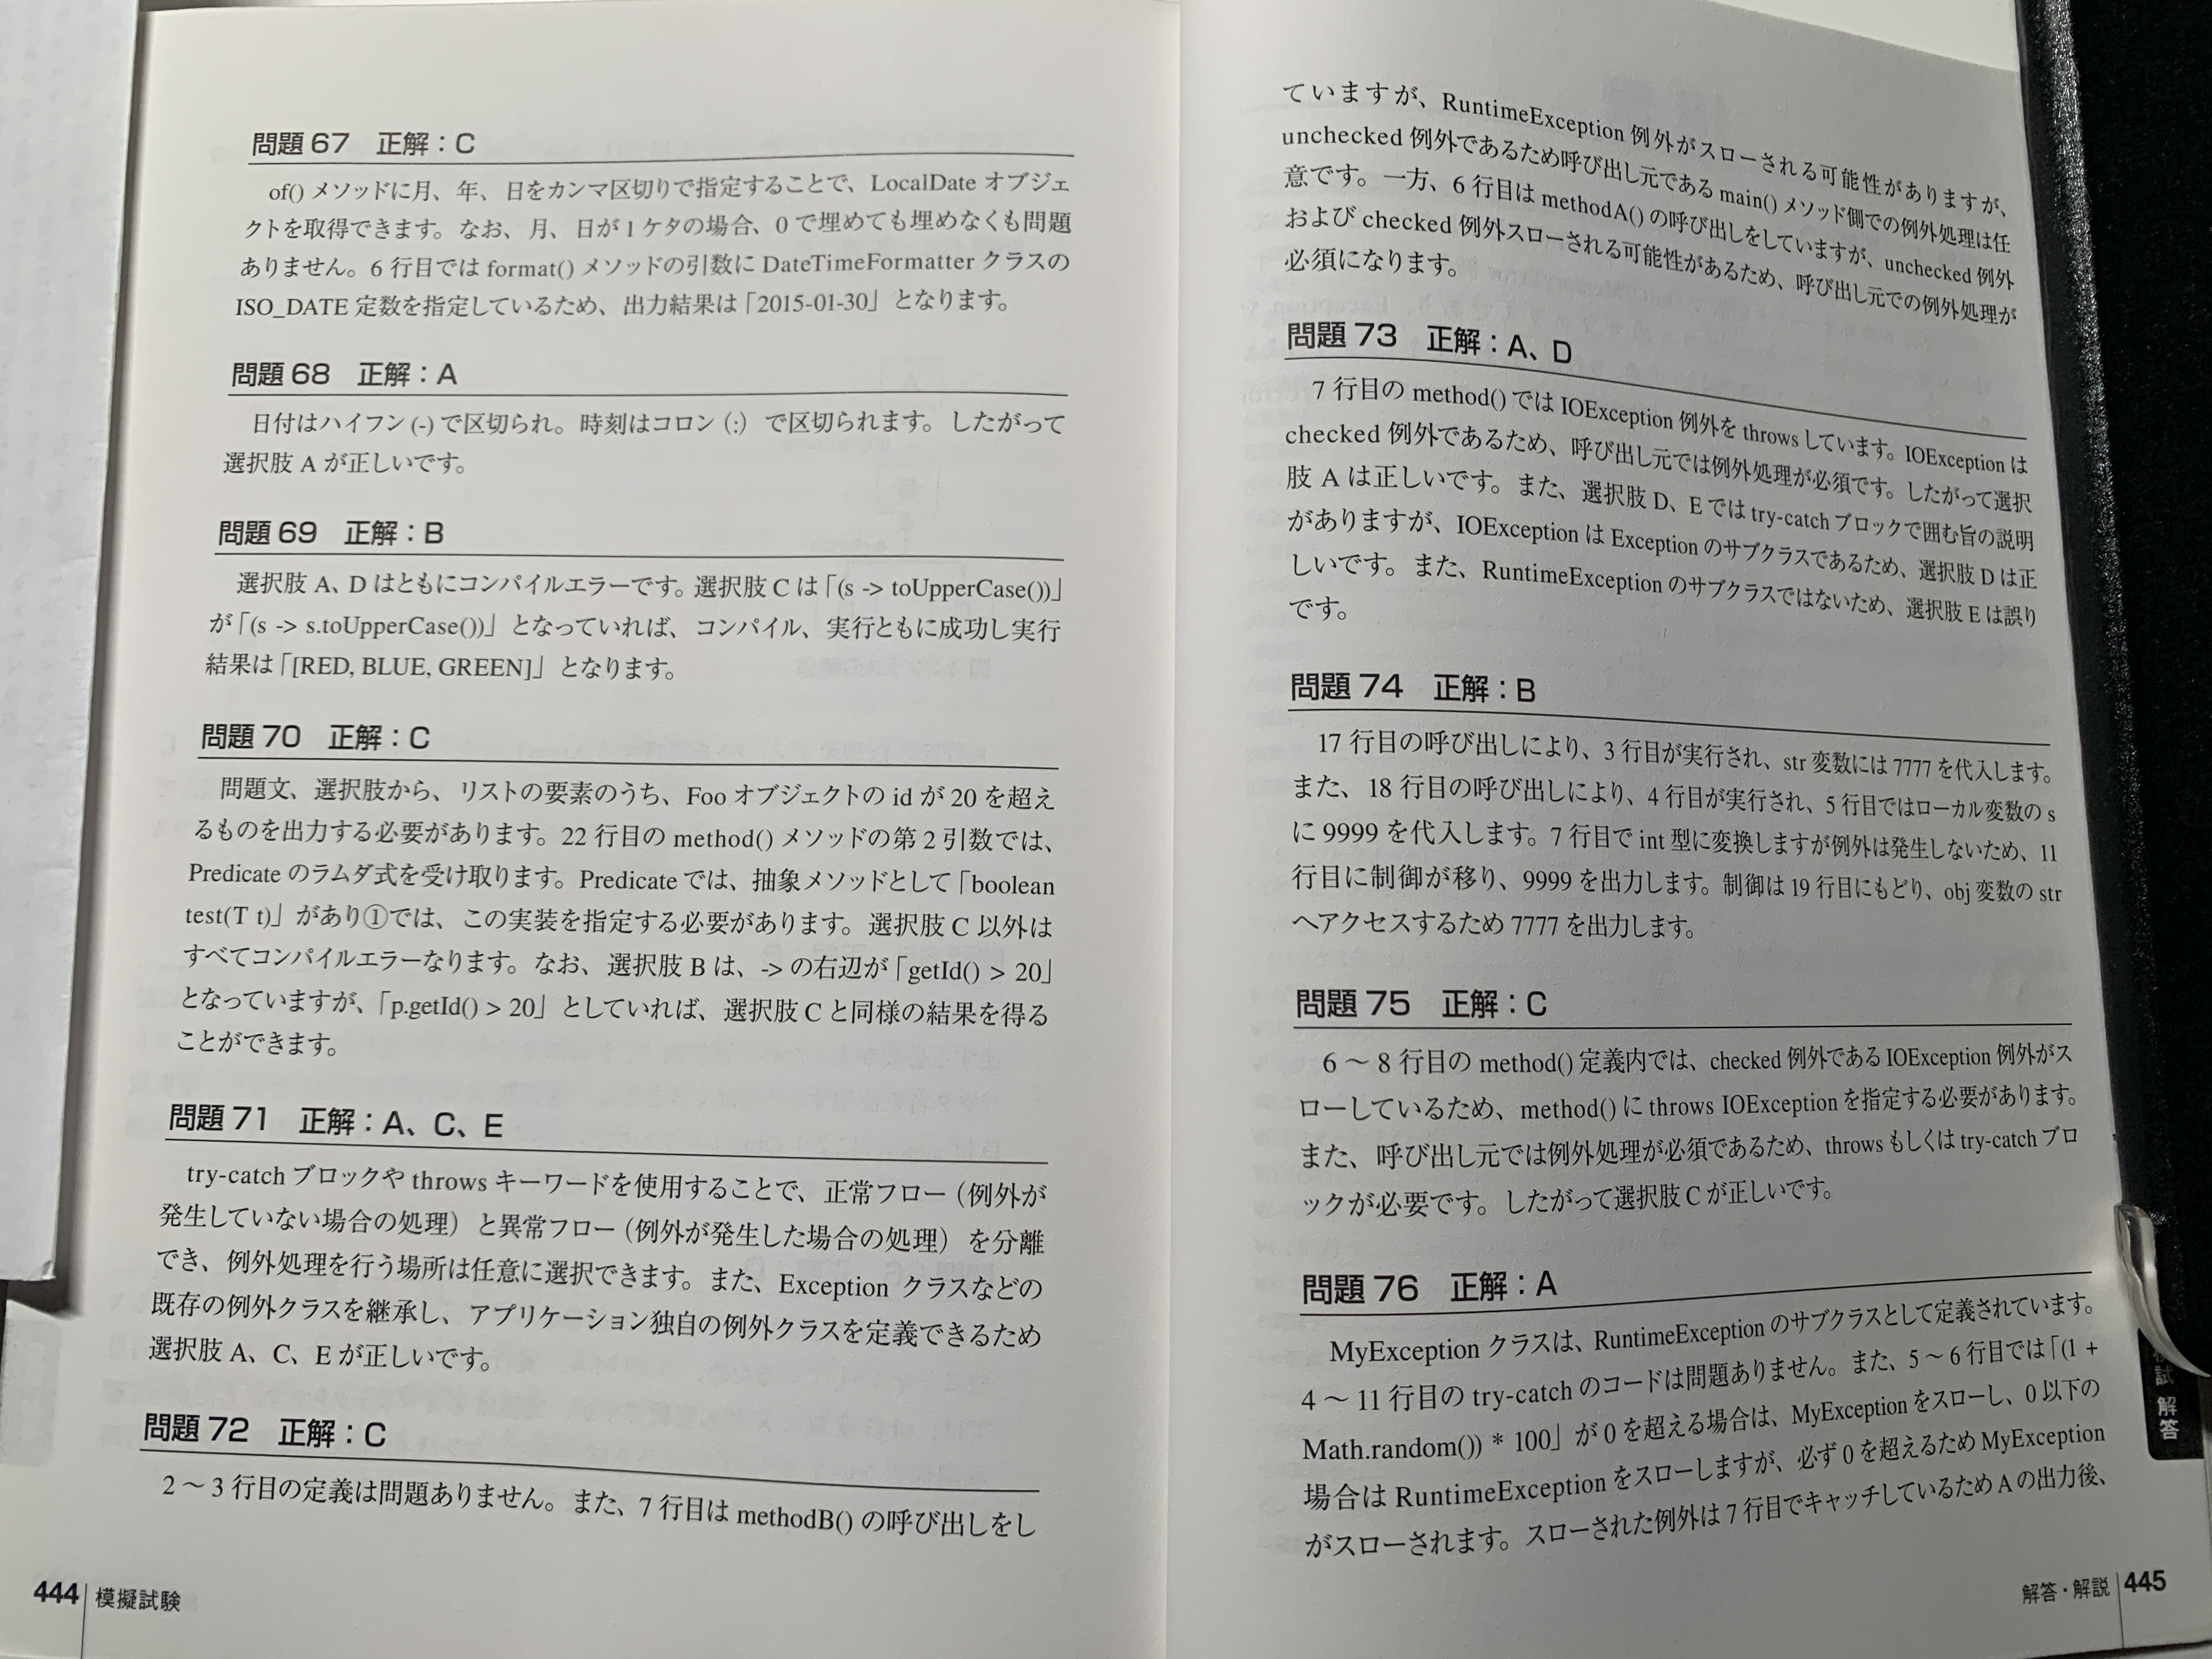 問題 67　正解：C
of() メソッドに月、年、日をカンマ区切りで指定することで、LocalDate オブジェ
クトを取得できます。なお、月、日が 1 ケタの場合、0 で埋めても埋めなくも問題
ありません。6 行目では format() メソッドの引数に DateTimeFormatter クラスの
ISO_DATE 定数を指定しているため、出力結果は「2015-01-30」となります。
問題 68　正解：A
日付はハイフン (-) で区切られ。時刻はコロン（:）で区切られます。したがって
選択肢 A が正しいです。
問題 69　正解：B
選択肢 A、D はともにコンパイルエラーです。選択肢 C は「(s -> toUpperCase())」
が「(s -> s.toUpperCase())」となっていれば、コンパイル、実行ともに成功し実行
結果は「[RED, BLUE, GREEN]」となります。
問題 70　正解：C
問題文、選択肢から、リストの要素のうち、Foo オブジェクトの id が 20 を超え
るものを出力する必要があります。22 行目の method() メソッドの第 2 引数では、
Predicate のラムダ式を受け取ります。Predicate では、抽象メソッドとして「boolean
test(T t)」があり①では、この実装を指定する必要があります。選択肢 C 以外は
すべてコンパイルエラーなります。なお、選択肢 B は、-> の右辺が「getId() > 20」
となっていますが、「p.getId() > 20」としていれば、選択肢 C と同様の結果を得る
ことができます。
問題 71　正解：A、C、E
try-catch ブロックや throws キーワードを使用することで、正常フロー（例外が
発生していない場合の処理）と異常フロー（例外が発生した場合の処理）を分離
でき、例外処理を行う場所は任意に選択できます。また、Exception クラスなどの
既存の例外クラスを継承し、アプリケーション独自の例外クラスを定義できるため
選択肢 A、C、E が正しいです。
問題 72　正解：C
2 ～ 3 行目の定義は問題ありません。また、7 行目は methodB() の呼び出しをし
444 模擬試験
ていますが、RuntimeException 例外がスローされる可能性がありますが、
unchecked 例外であるため呼び出し元である main() メソッド側での例外処理は任
意です。一方、6 行目は methodA() の呼び出しをしていますが、unchecked 例外
および checked 例外スローされる可能性があるため、呼び出し元での例外処理が
必須になります。
問題 73　正解：A、D
7 行目の method() では IOException 例外を throws しています。IOException は
checked 例外であるため、呼び出し元では例外処理が必須です。したがって選択
肢 A は正しいです。また、選択肢 D、E では try-catch ブロックで囲む旨の説明
がありますが、IOException は Exception のサブクラスであるため、選択肢 D は正
しいです。また、RuntimeException のサブクラスではないため、選択肢 E は誤り
です。
問題 74　正解：B
17 行目の呼び出しにより、3 行目が実行され、str 変数には 7777 を代入します。
また、18 行目の呼び出しにより、4 行目が実行され、5 行目ではローカル変数の s
に 9999 を代入します。7 行目で int 型に変換しますが例外は発生しないため、11
行目に制御が移り、9999 を出力します。制御は 19 行目にもどり、obj 変数の str
へアクセスするため 7777 を出力します。
問題 75　正解：C
6 ～ 8 行目の method() 定義内では、checked 例外である IOException 例外がス
ローしているため、method() に throws IOException を指定する必要があります。
また、呼び出し元では例外処理が必須であるため、throws もしくは try-catch ブロ
ックが必要です。したがって選択肢 C が正しいです。
問題 76　正解：A
MyException クラスは、RuntimeException のサブクラスとして定義されています。
4 ～ 11 行目の try-catch のコードは問題ありません。また、5 ～ 6 行目では「(1 +
Math.random()) * 100」が 0 を超える場合は、MyException をスローし、0 以下の
場合は RuntimeException をスローしますが、必ず 0 を超えるため MyException
がスローされます。スローされた例外は 7 行目でキャッチしているため A の出力後、
試 解答
解答・解説 445